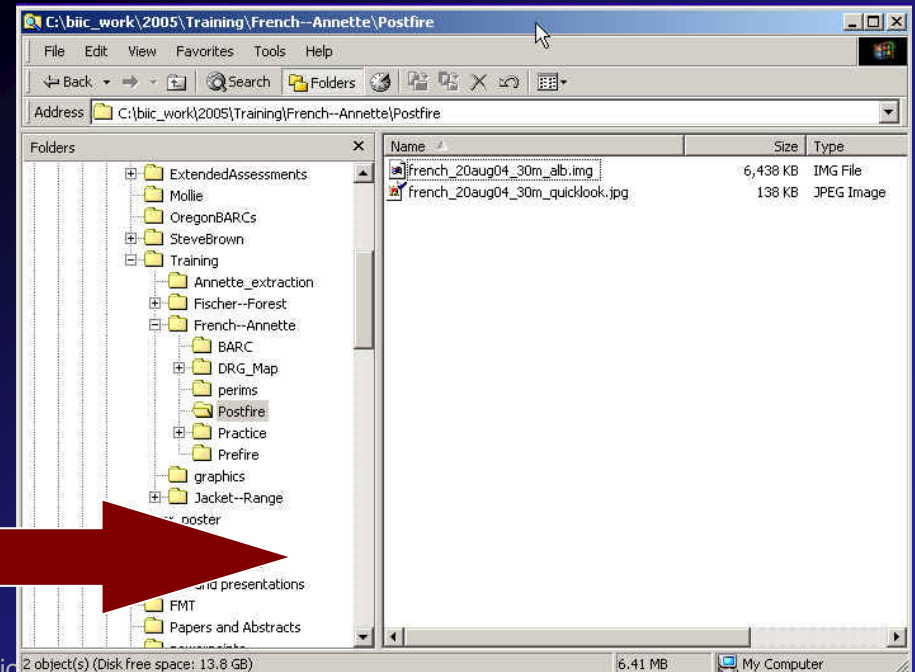 C:\biic_work\2005\Training\French--Annette\Postfire
File Edit View Favorites Tools Help
Back Search Folders
Address C:\biic_work\2005\Training\French--Annette\Postfire
Folders
ExtendedAssessments
Mollie
OregonBARCs
SteveBrown
Training
Annette_extraction
Fischer--Forest
French--Annette
BARC
DRG_Map
perims
Postfire
Practice
Prefire
graphics
Jacket--Range
poster
and presentations
FMT
Papers and Abstracts
Name Size Type
french_20aug04_30m_alb.img 6,438 KB IMG File
french_20aug04_30m_quicklook.jpg 138 KB JPEG Image
2 object(s) (Disk free space: 13.8 GB) 6.41 MB My Computer